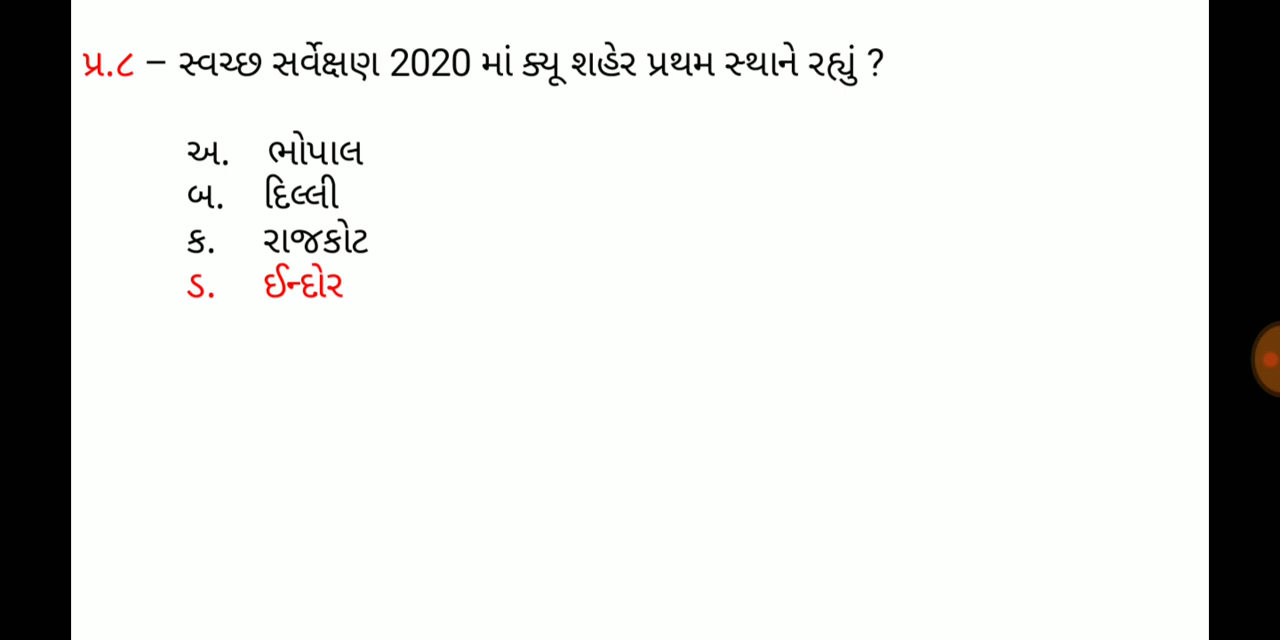 પ્ર.૮ – સ્વચ્છ સર્વેક્ષણ 2020 માં ક્યૂ શહેર પ્રથમ સ્થાને રહ્યું ?
અ. ભોપાલ
બ. દિલ્લી
ક. રાજકોટ
ડ. ઈન્દોર